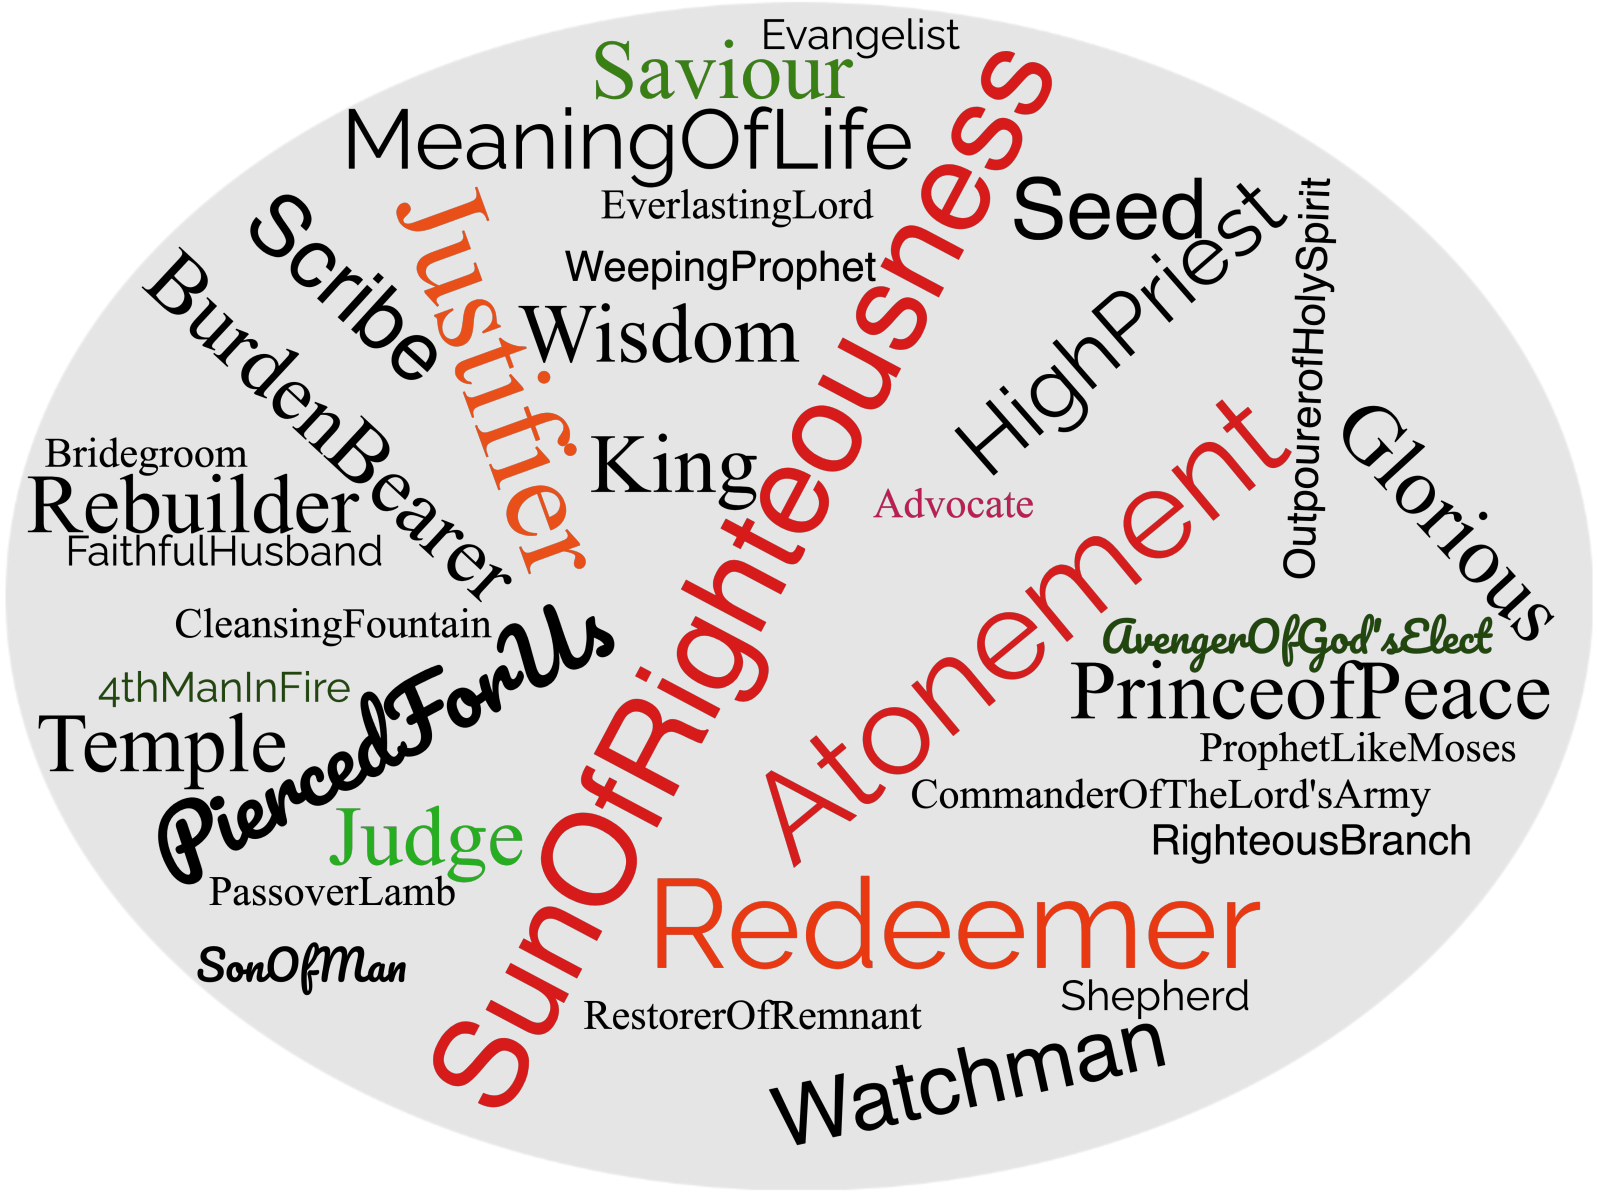 Evangelist
Saviour
MeaningOfLife
SunOfRighteousness
EverlastingLord
Seed
HighPriest
OutpourerofHolySpirit
Scribe
Justifier
WeepingProphet
BurdenBearer
Wisdom
King
Advocate
Atonement
Glorious
Bridegroom
Rebuilder
FaithfulHusband
CleansingFountain
PiercedForUs
AvengerOfGod'sElect
4thManInFire
PrinceofPeace
Temple
ProphetLikeMoses
CommanderOfTheLord'sArmy
Judge
RighteousBranch
PassoverLamb
Redeemer
SonOfMan
Shepherd
RestorerOfRemnant
Watchman